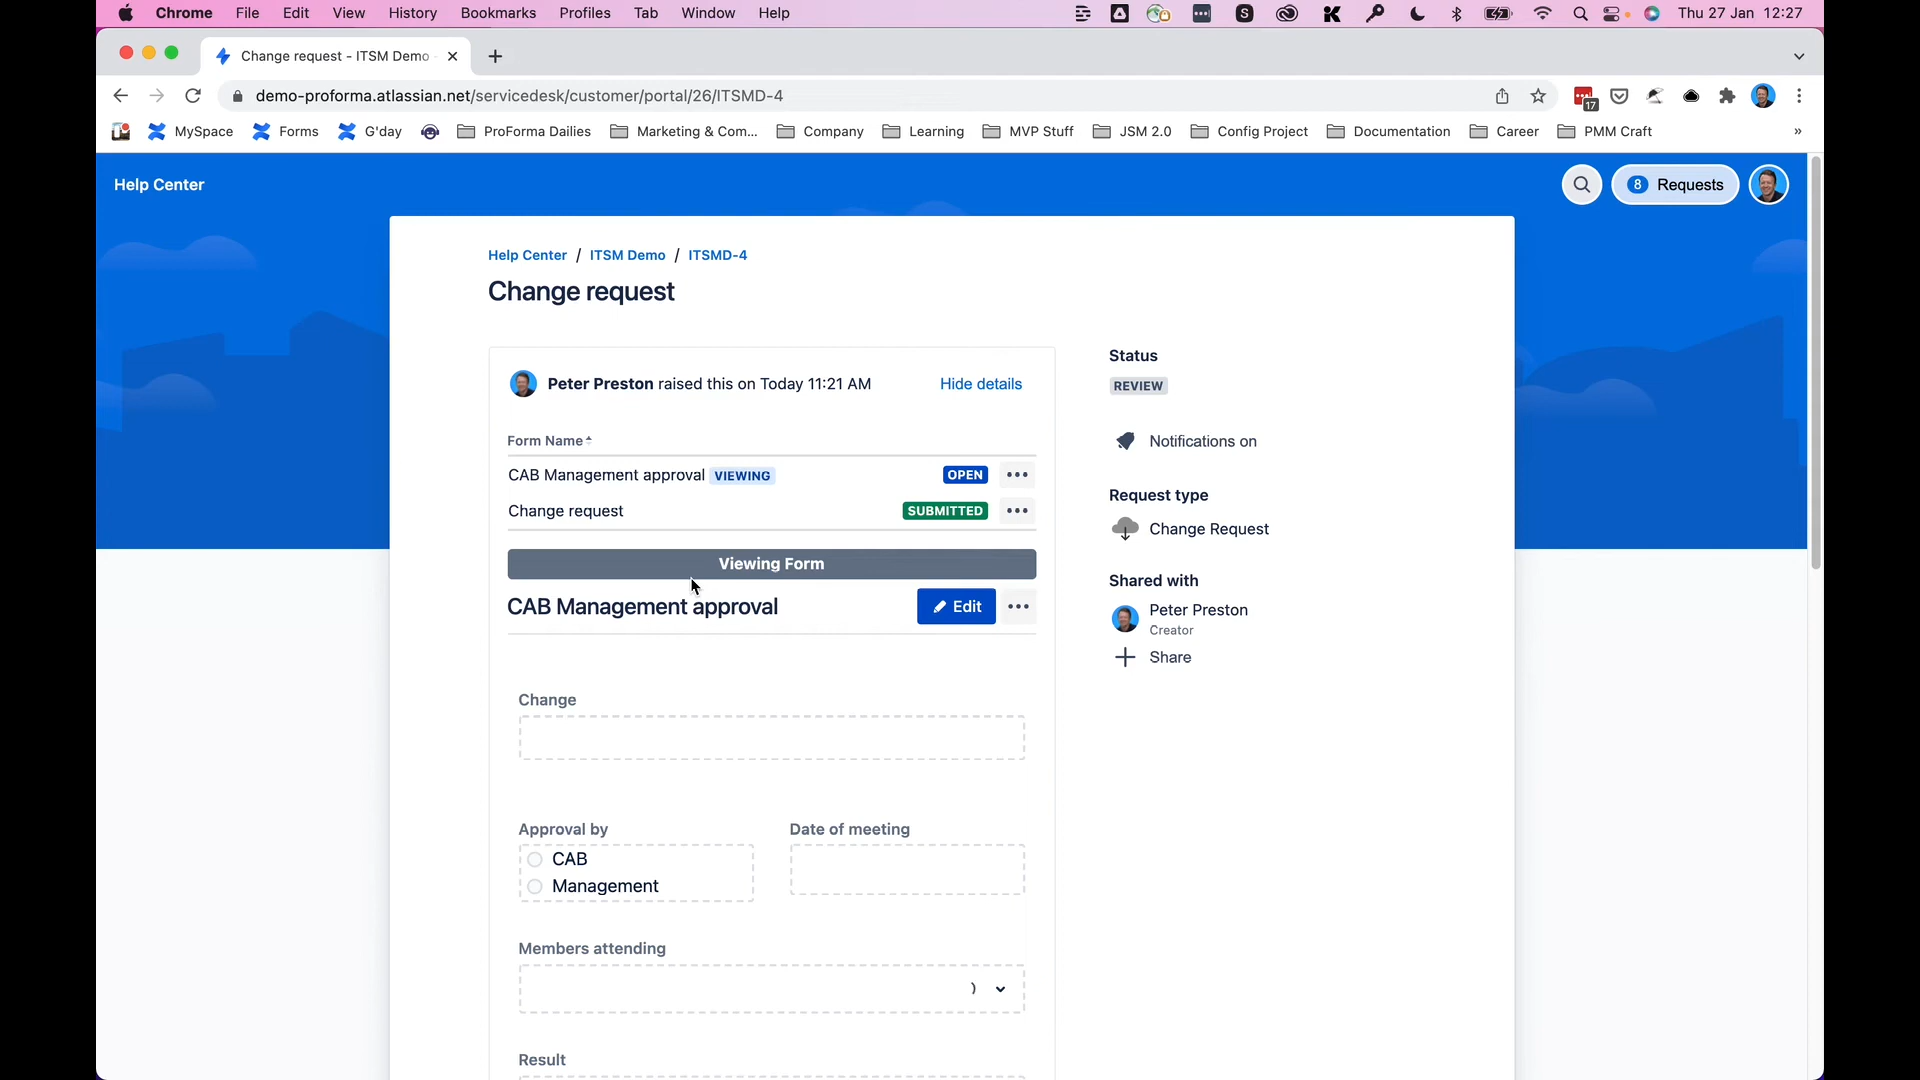 Chrome File Edit View History Bookmarks Profiles Tab Window Help Thu 27 Jan 12:27
Change request - ITSM Demo
demo-proforma.atlassian.net/servicedesk/customer/portal/26/ITSMD-4
17
MySpace Forms G'day ProForma Dailies Marketing & Com... Company Learning MVP Stuff JSM 2.0 Config Project Documentation Career PMM Craft »
Help Center
8 Requests
Help Center / ITSM Demo / ITSMD-4
Change request
Peter Preston raised this on Today 11:21 AM Hide details
Form Name
CAB Management approval VIEWING OPEN
Change request SUBMITTED
Viewing Form
CAB Management approval Edit
Change
Approval by
CAB
Management
Date of meeting
Members attending
Result
Status
REVIEW
Notifications on
Request type
Change Request
Shared with
Peter Preston
Creator
Share